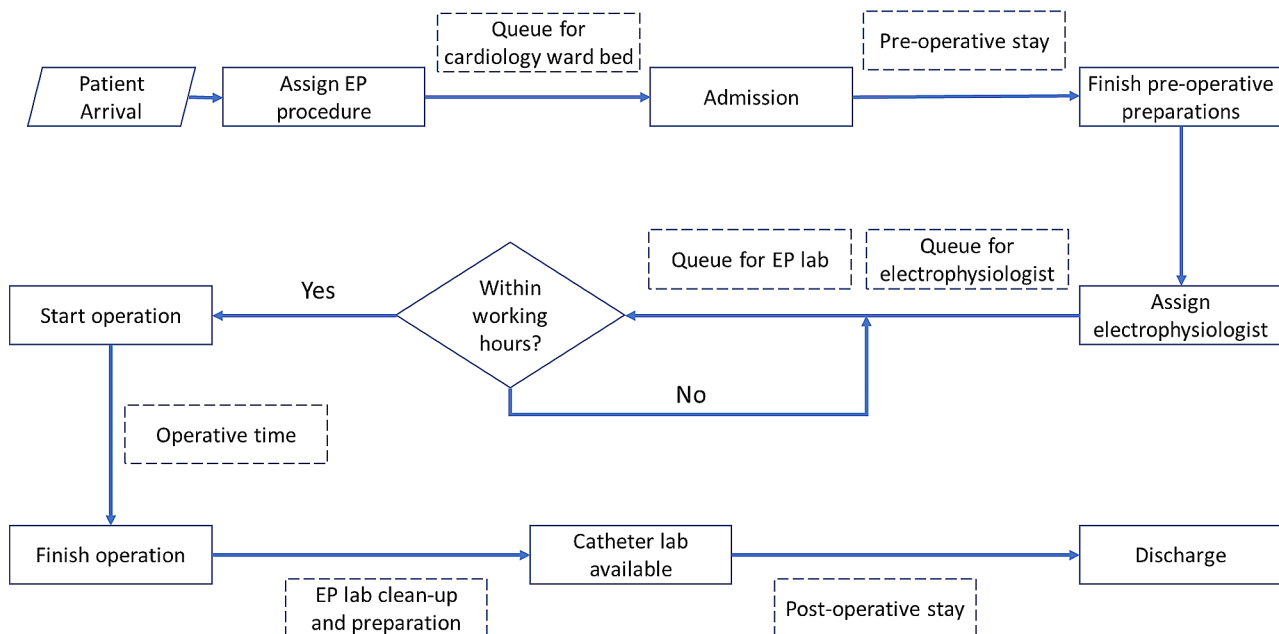 Queue for
cardiology ward bed
Pre-operative stay
Patient
Arrival
Assign EP
procedure
Admission
Finish pre-operative
preparations
Queue for EP lab
Queue for
electrophysiologist
Start operation
Yes
Within
working
hours?
Assign
electrophysiologist
No
Operative time
Finish operation
Catheter lab
available
Discharge
EP lab clean-up
and preparation
Post-operative stay